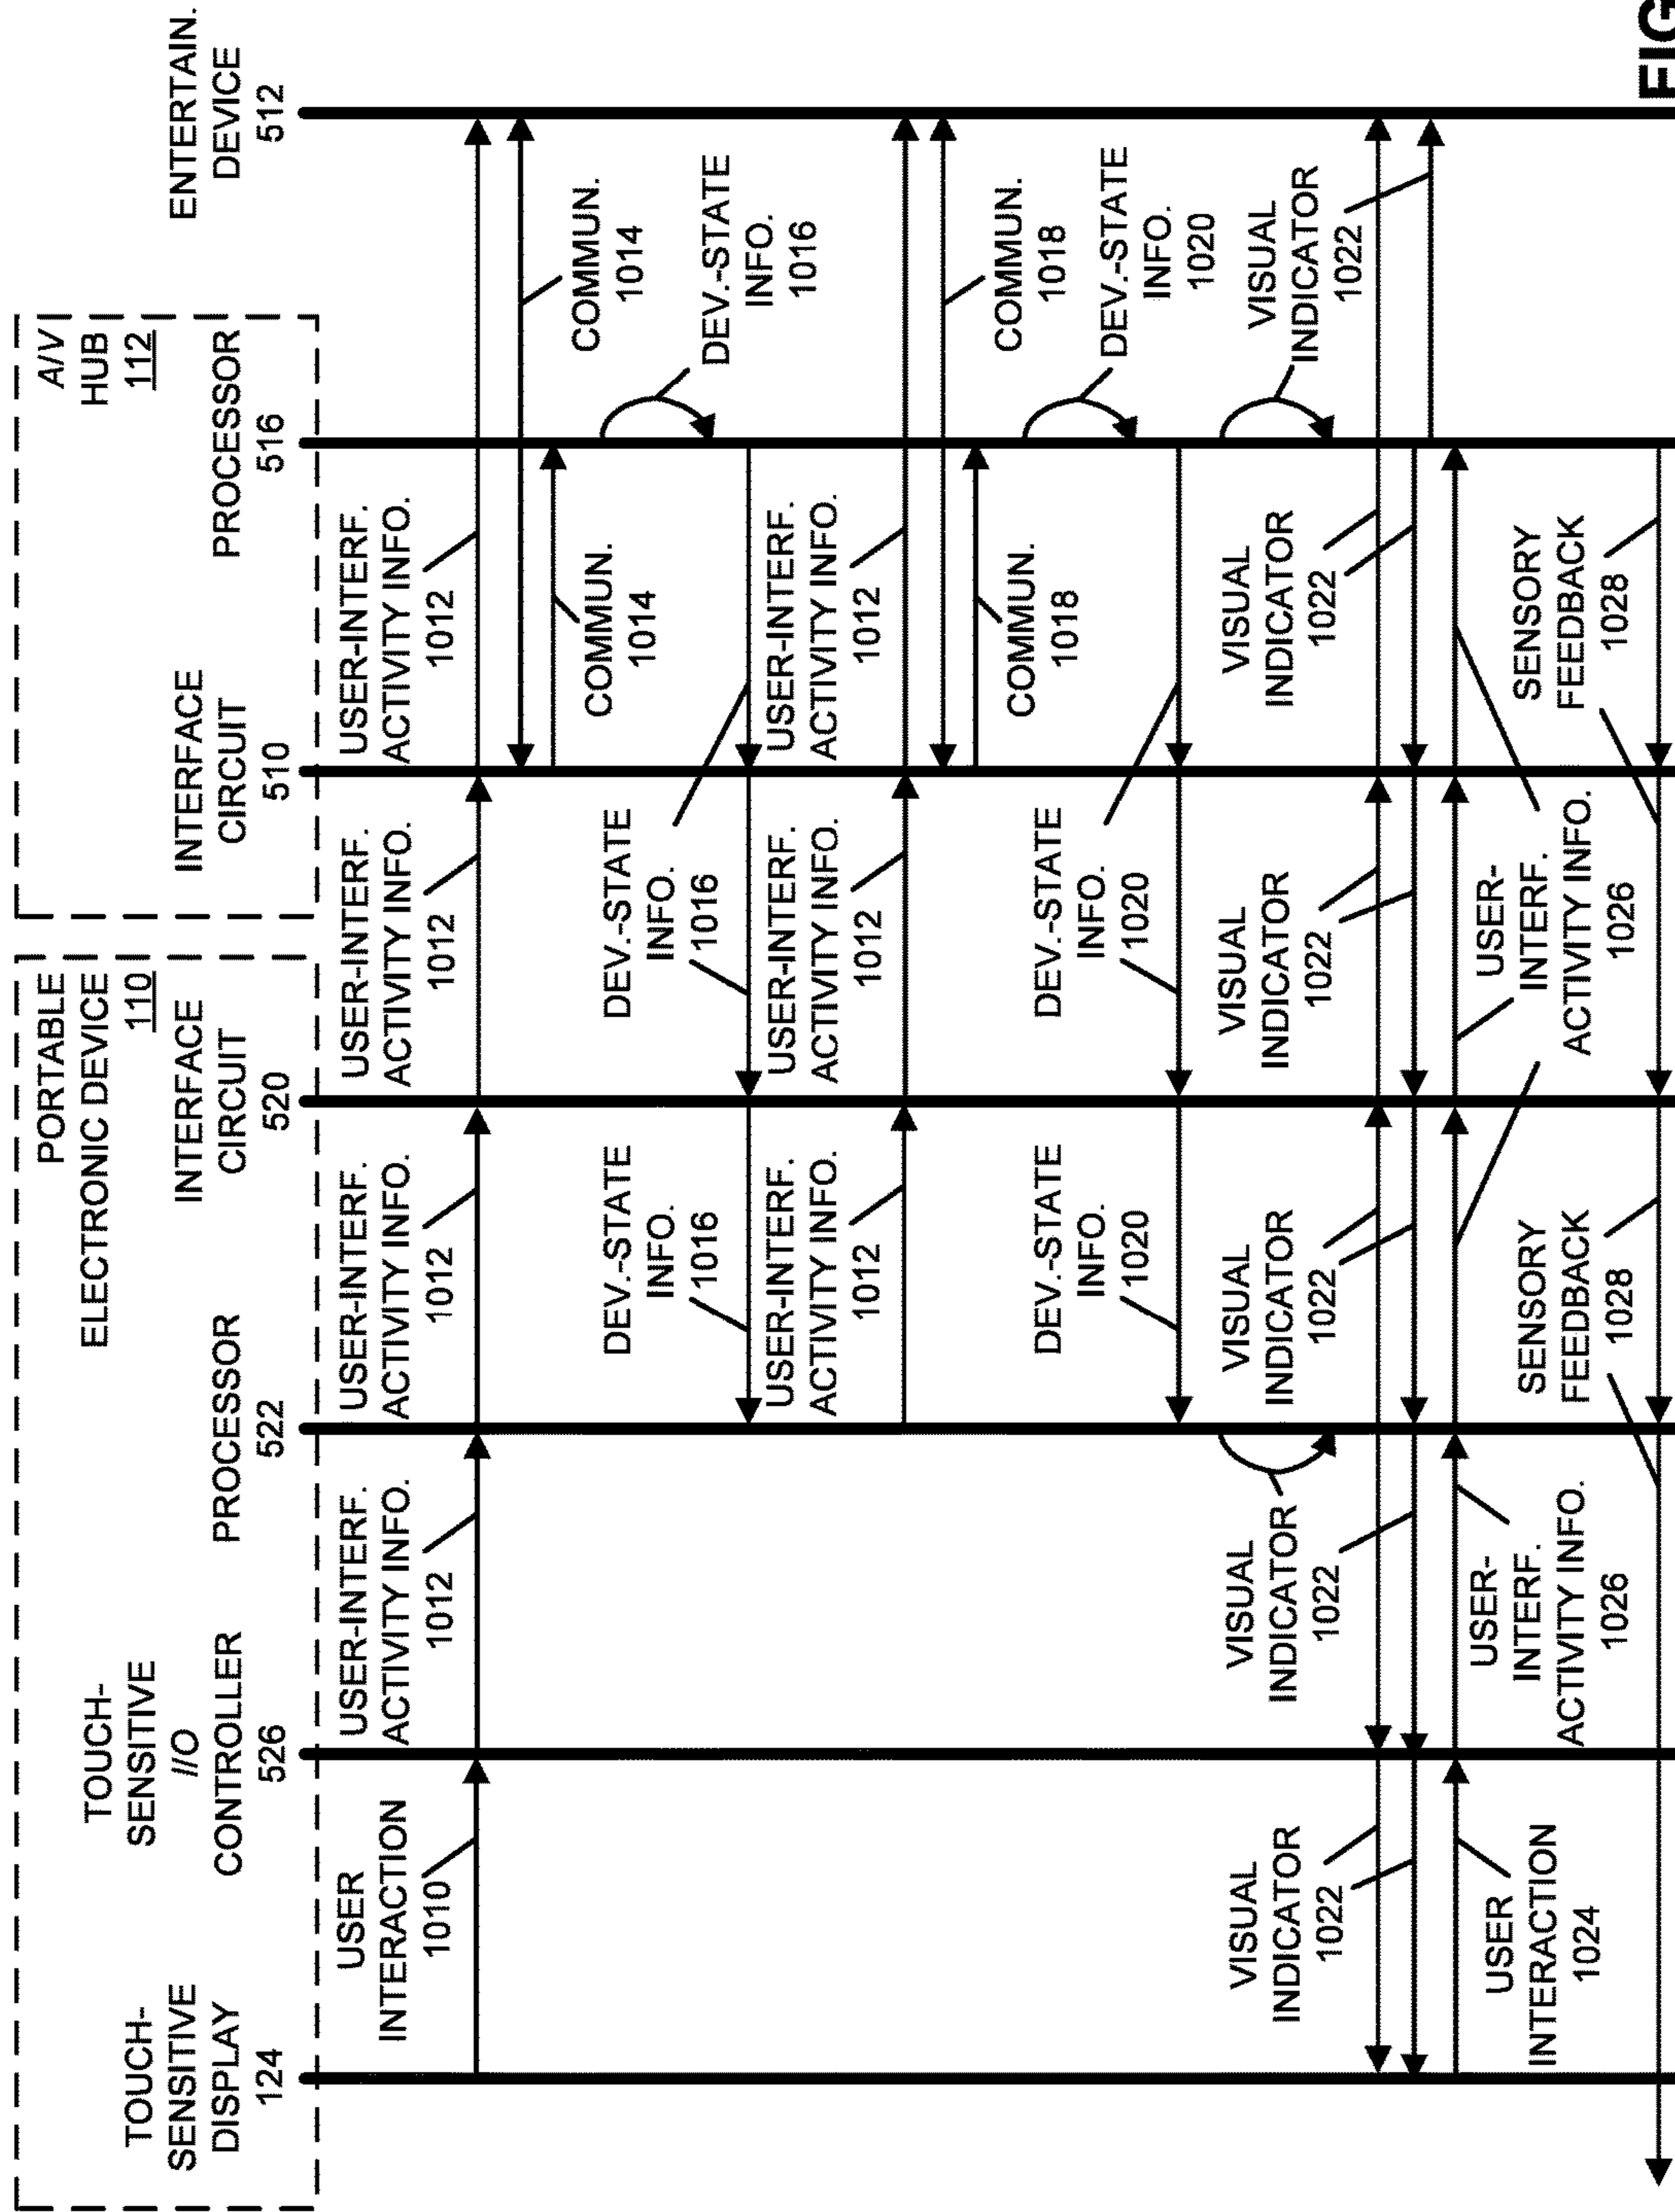 PORTABLE
ELECTRONIC DEVICE
110
A/V
HUB
112
TOUCH-
SENSITIVE
DISPLAY
124
TOUCH-
SENSITIVE
I/O
CONTROLLER
526
PROCESSOR
522
INTERFACE
CIRCUIT
520
INTERFACE
CIRCUIT
510
PROCESSOR
516
ENTERTAIN.
DEVICE
512
USER
INTERACTION
1010
USER-INTERF.
ACTIVITY INFO.
1012
USER-INTERF.
ACTIVITY INFO.
1012
USER-INTERF.
ACTIVITY INFO.
1012
USER-INTERF.
ACTIVITY INFO.
1012
COMMUN.
1014
COMMUN.
1014
DEV.-STATE
INFO.
1016
DEV.-STATE
INFO.
1016
DEV.-STATE
INFO.
1016
USER-INTERF.
ACTIVITY INFO.
1012
USER-INTERF.
ACTIVITY INFO.
1012
USER-INTERF.
ACTIVITY INFO.
1012
COMMUN.
1018
COMMUN.
1018
DEV.-STATE
INFO.
1020
DEV.-STATE
INFO.
1020
DEV.-STATE
INFO.
1020
VISUAL
INDICATOR
1022
VISUAL
INDICATOR
1022
VISUAL
INDICATOR
1022
VISUAL
INDICATOR
1022
VISUAL
INDICATOR
1022
VISUAL
INDICATOR
1022
USER
INTERACTION
1024
USER-
INTERF.
ACTIVITY INFO.
1026
USER-
INTERF.
ACTIVITY INFO.
1026
SENSORY
FEEDBACK
1028
SENSORY
FEEDBACK
1028
FIG